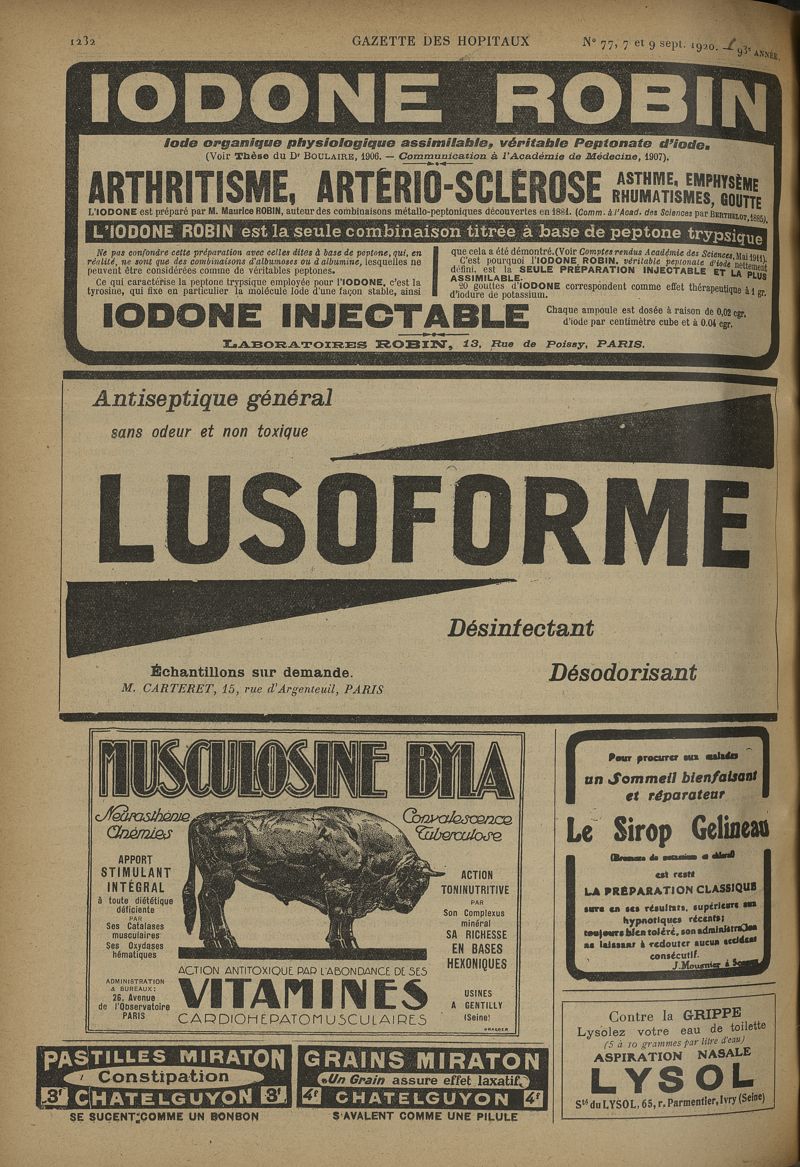 1232
GAZETTE DES HOPITAUX
N° 77, 7 et 9 sept. 1920.
93e ANNÉE.
IODONE ROBIN
Iode organique physiologique assimilable, véritable Peptonate d'iode.
(Voir Thèse du Dr BOULAIRE, 1906. — Communication à l'Académie de Médecine, 1907).
ARTHRITISME, ARTÉRIO-SCLÉROSE
ASTHME, EMPHYSÈME
RHUMATISMES, GOUTTE
L'IODONE est préparé par M. Maurice ROBIN, auteur des combinaisons métallo-peptoniques découvertes en 1881. (Comm. à l'Acad. des Sciences par BERTHELOT, 1885).
L'IODONE ROBIN est la seule combinaison titrée à base de peptone trypsique
Ne pas confondre cette préparation avec celles dites à base de peptone, qui, en
réalité, ne sont que des combinaisons d'albumoses ou d'albumine, lesquelles ne
peuvent être considérées comme de véritables peptones.
Ce qui caractérise la peptone trypsique employée pour l'IODONE, c'est la
tyrosine, qui fixe en particulier la molécule Iode d'une façon stable, ainsi
que cela a été démontré. (Voir Comptes rendus Académie des Sciences, Mai 1911).
C'est pourquoi l'IODONE ROBIN, véritable peptonate d'iode nettement
défini, est la SEULE PRÉPARATION INJECTABLE ET LA PLUS
ASSIMILABLE.
20 gouttes d'IODONE correspondent comme effet thérapeutique à 1 gr.
d'iodure de potassium.
IODONE INJECTABLE
Chaque ampoule est dosée à raison de 0,02 cgr.
d'iode par centimètre cube et à 0.04 cgr.
LABORATOIRES ROBIN, 13, Rue de Poissy, PARIS.
Antiseptique général
sans odeur et non toxique
LUSOFORME
Désinfectant
Désodorisant
Échantillons sur demande.
M. CARTERET, 15, rue d'Argenteuil, PARIS
MUSCULOSINE BYLA
Neurasthénie
Anémies
Convalescence
Tuberculose
APPORT
STIMULANT
INTÉGRAL
à toute diététique
déficiente
PAR
Ses Catalases
musculaires
Ses Oxydases
hématiques
ACTION
TONINUTRITIVE
PAR
Son Complexus
minéral
SA RICHESSE
EN BASES
HEXONIQUES
ACTION ANTITOXIQUE PAR L'ABONDANCE DE SES
VITAMINES
CARDIOHEPATOMUSCULAIRES
ADMINISTRATION
& BUREAUX:
26, Avenue
de l'Observatoire
PARIS
USINES
A GENTILLY
(Seine)
Pour procurer aux malades
un Sommeil bienfaisant
et réparateur
Le Sirop Gelineau
est resté
LA PRÉPARATION CLASSIQUE
sûre en ses résultats, supérieure aux
hypnotiques récents;
toujours bien toléré, son administration
ne laissant à redouter aucun accident
consécutif.
J. Mousnier à Sceaux
Contre la GRIPPE
Lysolez votre eau de toilette
(5 à 10 grammes par litre d'eau)
ASPIRATION NASALE
LYSOL
Sté du LYSOL, 65, r. Parmentier, Ivry (Seine)
PASTILLES MIRATON
Constipation
3f CHATELGUYON 3f
SE SUCENT COMME UN BONBON
GRAINS MIRATON
"Un Grain assure effet laxatif"
4f CHATELGUYON 4f
S'AVALENT COMME UNE PILULE